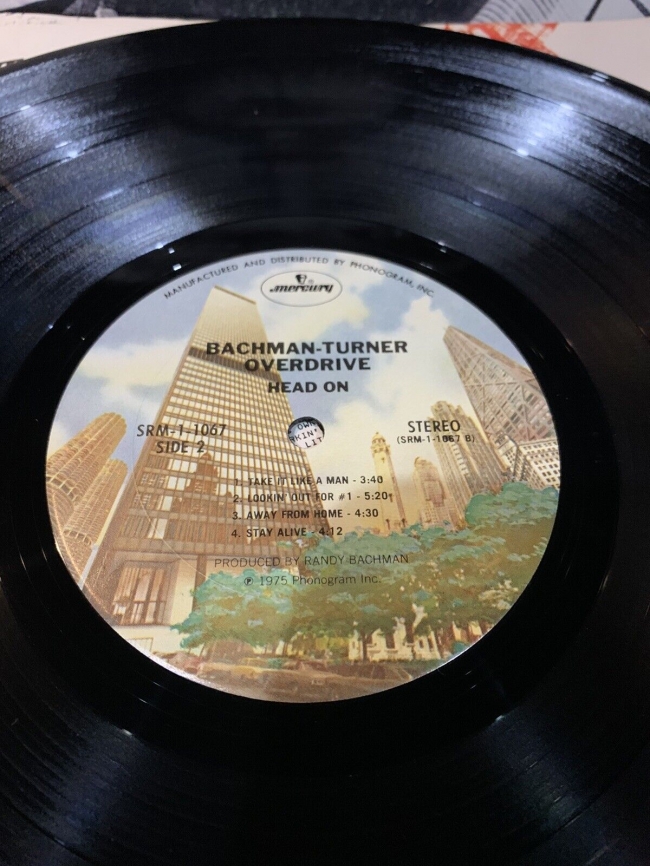 MANUFACTURED AND DISTRIBUTED BY PHONOGRAM, INC.
mercury
BACHMAN-TURNER
OVERDRIVE
HEAD ON
SRM-1-1067
SIDE 2
STEREO
(SRM-1-1067 B)
1. TAKE IT LIKE A MAN - 3:40
2. LOOKIN' OUT FOR #1 - 5:20
3. AWAY FROM HOME - 4:30
4. STAY ALIVE - 4:12
PRODUCED BY RANDY BACHMAN
℗ 1975 Phonogram Inc.